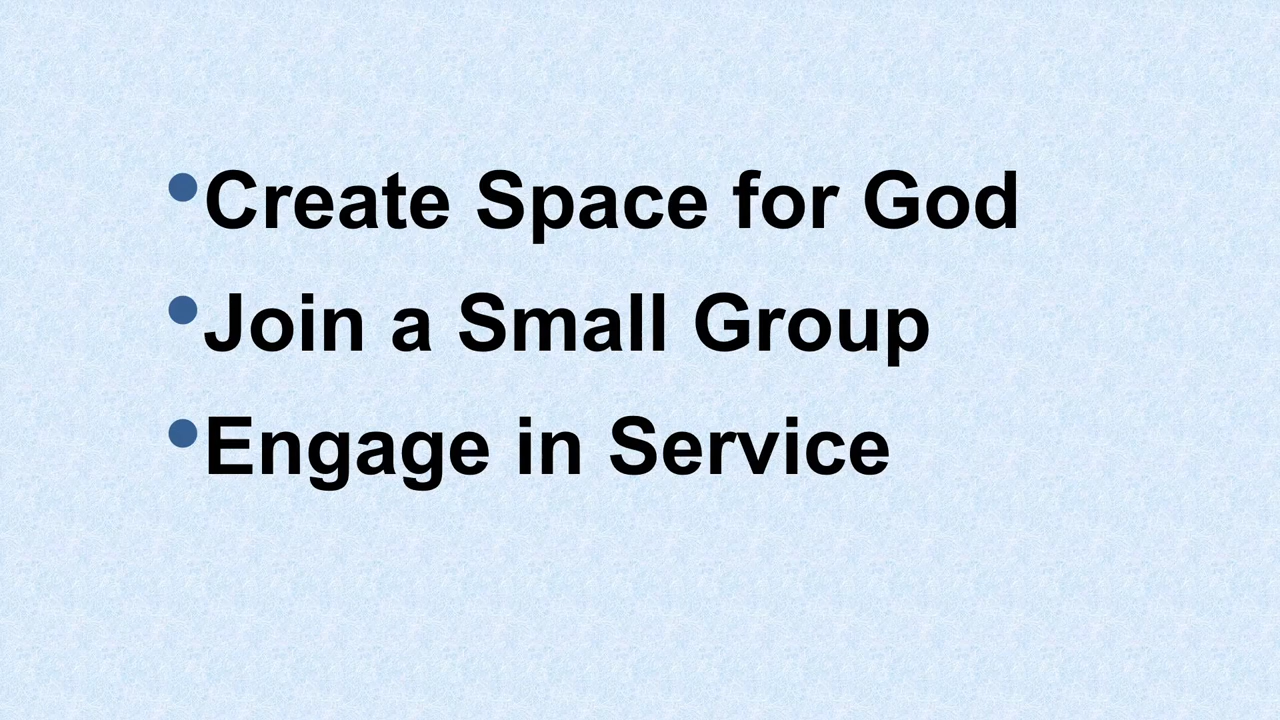 •Create Space for God
•Join a Small Group
•Engage in Service